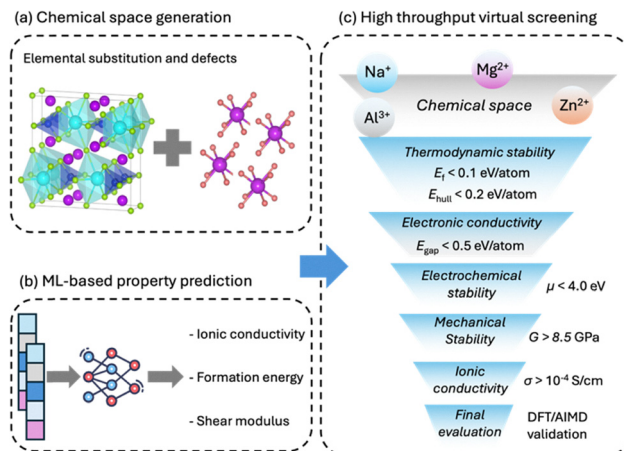 (a) Chemical space generation
Elemental substitution and defects
(b) ML-based property prediction
- Ionic conductivity
- Formation energy
- Shear modulus
(c) High throughput virtual screening
Na⁺
Mg²⁺
Al³⁺
Zn²⁺
Chemical space
Thermodynamic stability
E_f < 0.1 eV/atom
E_hull < 0.2 eV/atom
Electronic conductivity
E_gap < 0.5 eV/atom
Electrochemical
stability
μ < 4.0 eV
Mechanical
Stability
G > 8.5 GPa
Ionic
conductivity
σ > 10⁻⁴ S/cm
Final
evaluation
DFT/AIMD
validation